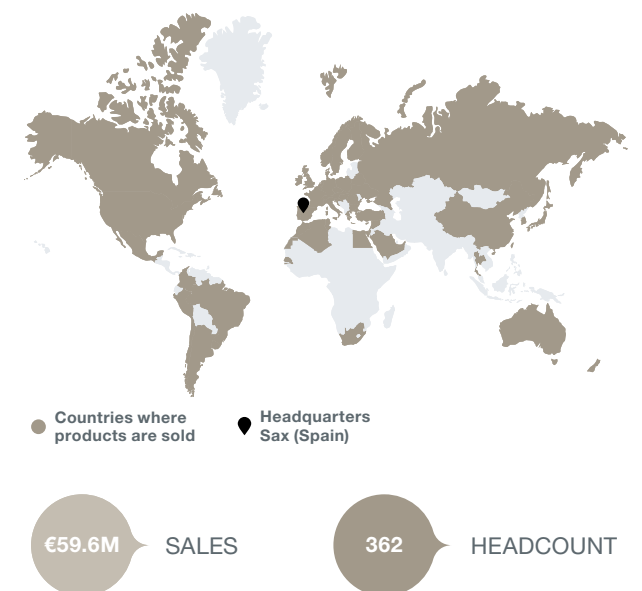 Countries where
products are sold
Headquarters
Sax (Spain)
€59.6M
SALES
362
HEADCOUNT